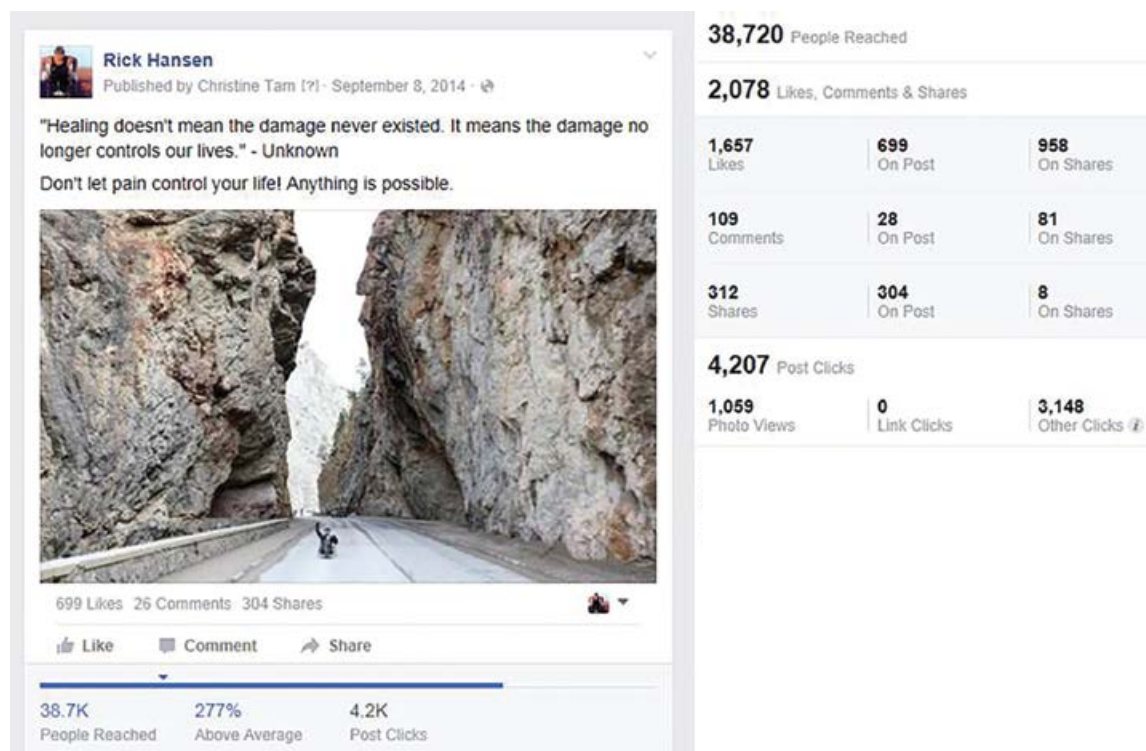 Rick Hansen
Published by Christine Tam [?] · September 8, 2014 ·
"Healing doesn't mean the damage never existed. It means the damage no
longer controls our lives." - Unknown
Don't let pain control your life! Anything is possible.
699 Likes 26 Comments 304 Shares
Like Comment Share
38.7K 277% 4.2K
People Reached Above Average Post Clicks
38,720 People Reached
2,078 Likes, Comments & Shares
1,657 699 958
Likes On Post On Shares
109 28 81
Comments On Post On Shares
312 304 8
Shares On Post On Shares
4,207 Post Clicks
1,059 0 3,148
Photo Views Link Clicks Other Clicks i